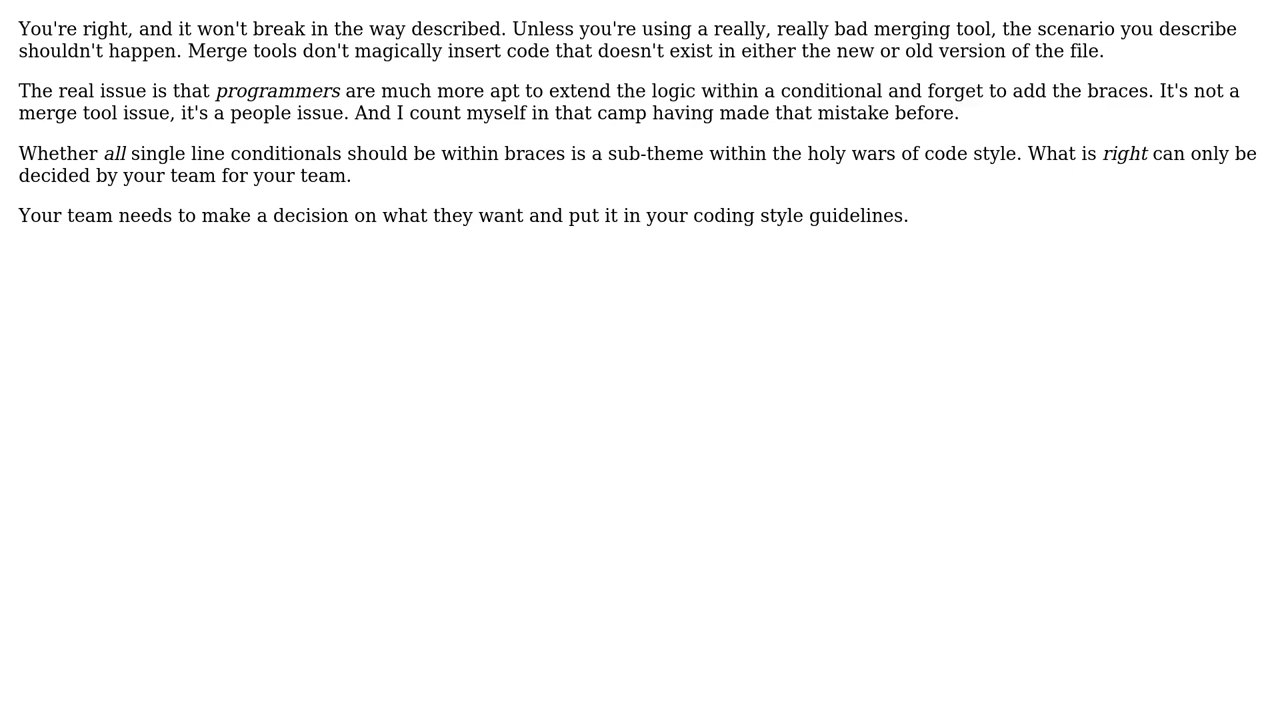 You're right, and it won't break in the way described. Unless you're using a really, really bad merging tool, the scenario you describe
shouldn't happen. Merge tools don't magically insert code that doesn't exist in either the new or old version of the file.
The real issue is that programmers are much more apt to extend the logic within a conditional and forget to add the braces. It's not a
merge tool issue, it's a people issue. And I count myself in that camp having made that mistake before.
Whether all single line conditionals should be within braces is a sub-theme within the holy wars of code style. What is right can only be
decided by your team for your team.
Your team needs to make a decision on what they want and put it in your coding style guidelines.